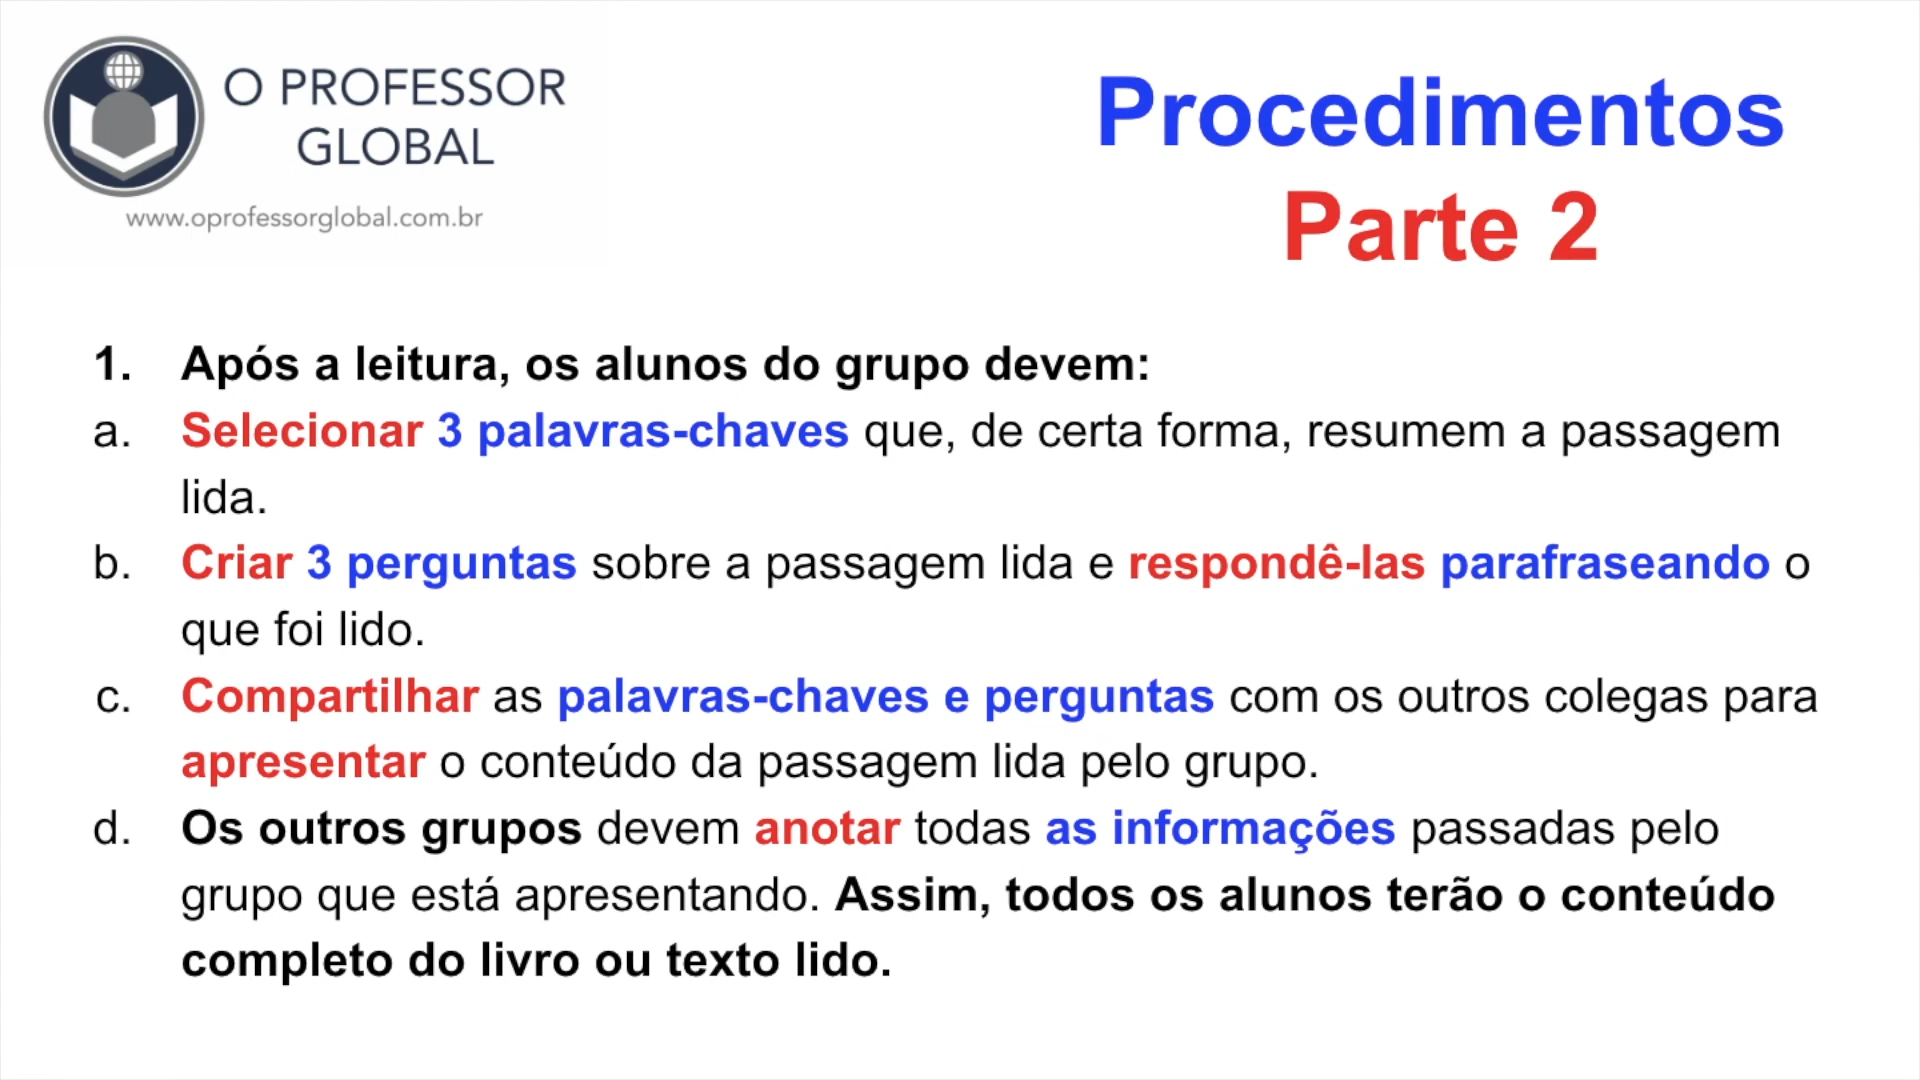 O PROFESSOR
GLOBAL
www.oprofessorglobal.com.br
Procedimentos
Parte 2
1. Após a leitura, os alunos do grupo devem:
a. Selecionar 3 palavras-chaves que, de certa forma, resumem a passagem
lida.
b. Criar 3 perguntas sobre a passagem lida e respondê-las parafraseando o
que foi lido.
c. Compartilhar as palavras-chaves e perguntas com os outros colegas para
apresentar o conteúdo da passagem lida pelo grupo.
d. Os outros grupos devem anotar todas as informações passadas pelo
grupo que está apresentando. Assim, todos os alunos terão o conteúdo
completo do livro ou texto lido.